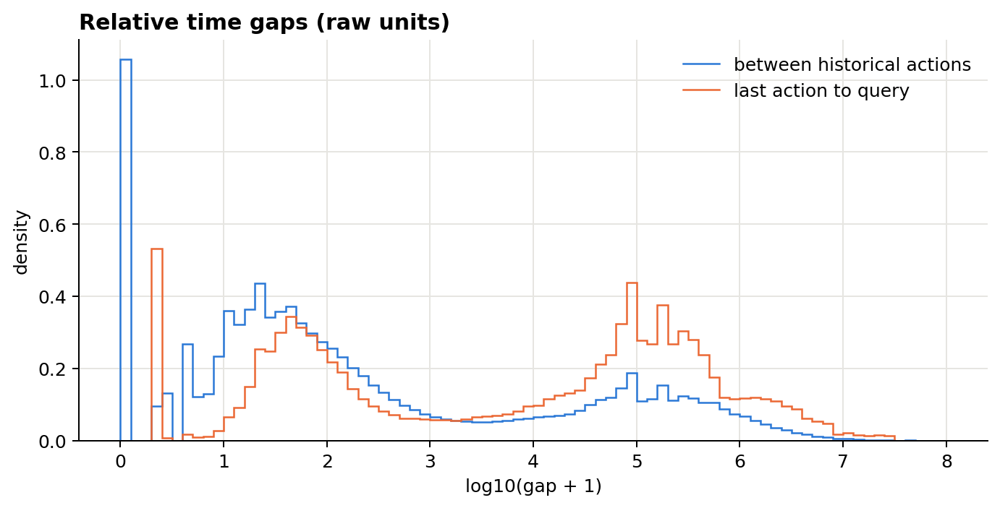 Relative time gaps (raw units)
between historical actions
last action to query
density
1.0
0.8
0.6
0.4
0.2
0.0
0 1 2 3 4 5 6 7 8
log10(gap + 1)